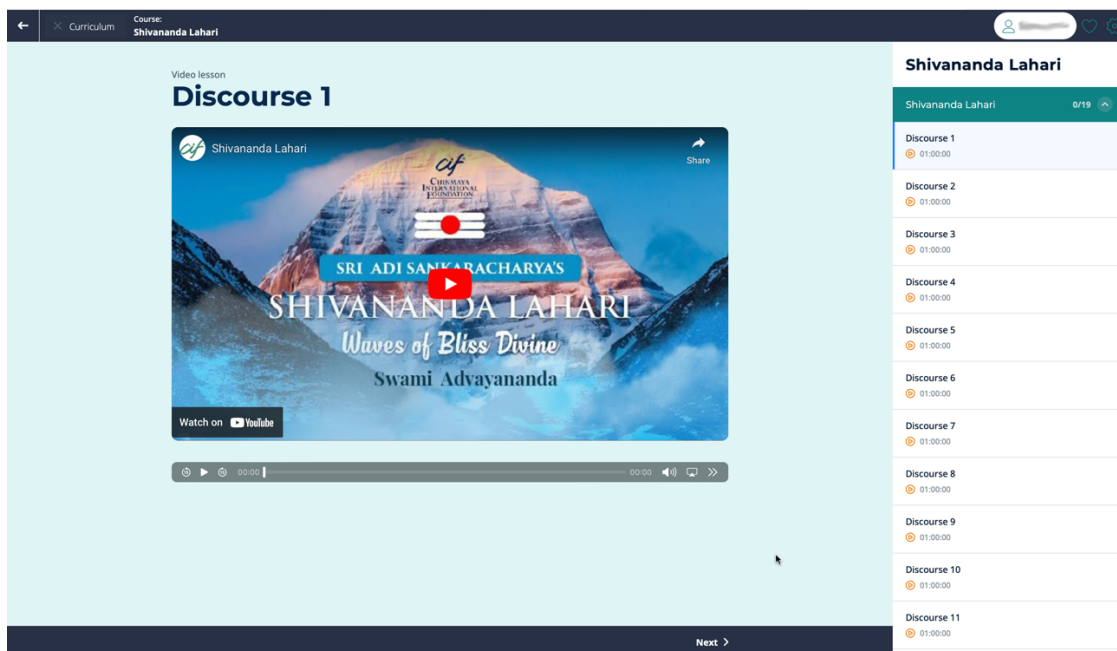 Curriculum
Course:
Shivananda Lahari
Video lesson
Discourse 1
cif
Shivananda Lahari
Share
cif
CHINMAYA
INTERNATIONAL
FOUNDATION
SRI ADI SANKARACHARYA'S
SHIVANANDA LAHARI
Waves of Bliss Divine
Swami Advayananda
Watch on YouTube
00:00
00:00
Next
Shivananda Lahari
Shivananda Lahari 0/19
Discourse 1
01:00:00
Discourse 2
01:00:00
Discourse 3
01:00:00
Discourse 4
01:00:00
Discourse 5
01:00:00
Discourse 6
01:00:00
Discourse 7
01:00:00
Discourse 8
01:00:00
Discourse 9
01:00:00
Discourse 10
01:00:00
Discourse 11
01:00:00